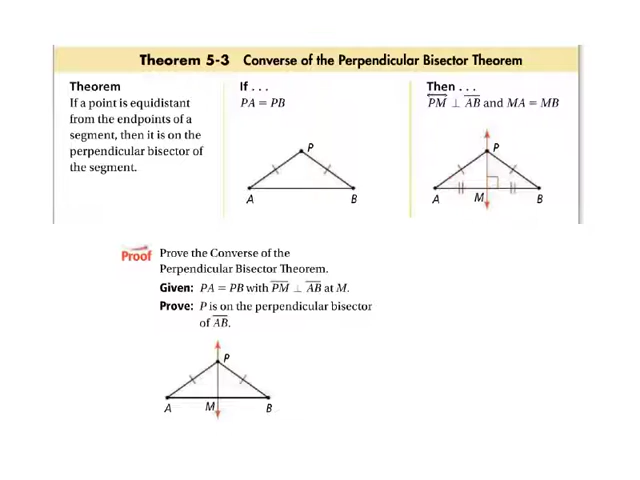 Theorem 5-3 Converse of the Perpendicular Bisector Theorem
Theorem
If a point is equidistant
from the endpoints of a
segment, then it is on the
perpendicular bisector of
the segment.
If . . .
PA = PB
P
A
B
Then . . .
PM ⊥ AB and MA = MB
P
A
M
B
Proof Prove the Converse of the
Perpendicular Bisector Theorem.
Given: PA = PB with PM ⊥ AB at M.
Prove: P is on the perpendicular bisector
of AB.
P
A
M
B